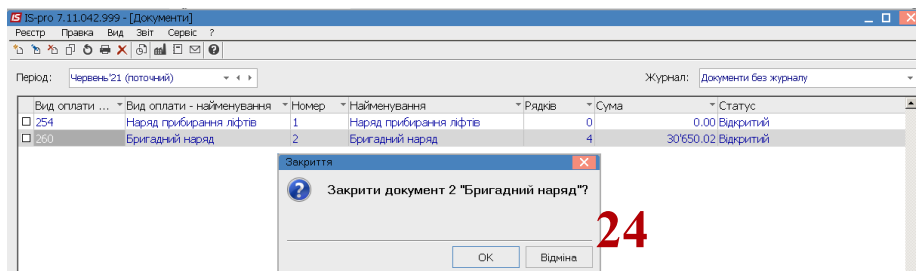 IS-pro 7.11.042.999 - [Документи]
Реєстр Правка Вид Звіт Сервіс ?
Період: Червень'21 (поточний) Журнал: Документи без журналу
Вид оплати ... Вид оплати - найменування Номер Найменування Рядків Сума Статус
254 Наряд прибирання ліфтів 1 Наряд прибирання ліфтів 0 0.00 Відкритий
260 Бригадний наряд 2 Бригадний наряд 4 30'650.02 Відкритий
Закриття
Закрити документ 2 "Бригадний наряд"?
24
OK Відміна